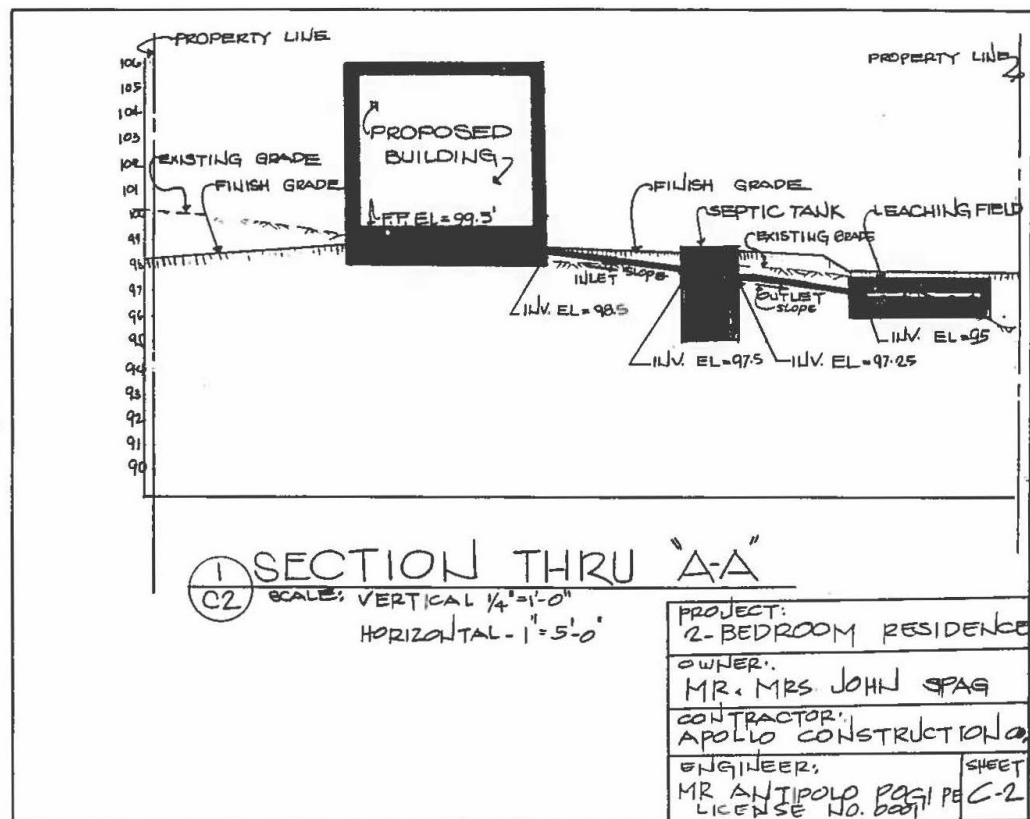 PROPERTY LINE
PROPERTY LINE
106
105
104
103
102
101
100
99
98
97
96
95
94
93
92
91
90
EXISTING GRADE
FINISH GRADE
PROPOSED
BUILDING
F.F. EL = 99.5'
FINISH GRADE
SEPTIC TANK
LEACHING FIELD
EXISTING GRADE
INLET SLOPE
OUTLET
SLOPE
INV. EL = 98.5
INV. EL = 97.5
INV. EL = 97.25
INV. EL = 95
1
C2
SECTION THRU "A-A"
SCALE: VERTICAL 1/4" = 1'-0"
HORIZONTAL - 1" = 5'-0"
PROJECT:
2-BEDROOM RESIDENCE
OWNER:
MR. MRS. JOHN SPAG
CONTRACTOR:
APOLLO CONSTRUCTION CO.
ENGINEER:
MR ANTIPOLO POGI PE
LICENSE NO. 0001
SHEET
C-2